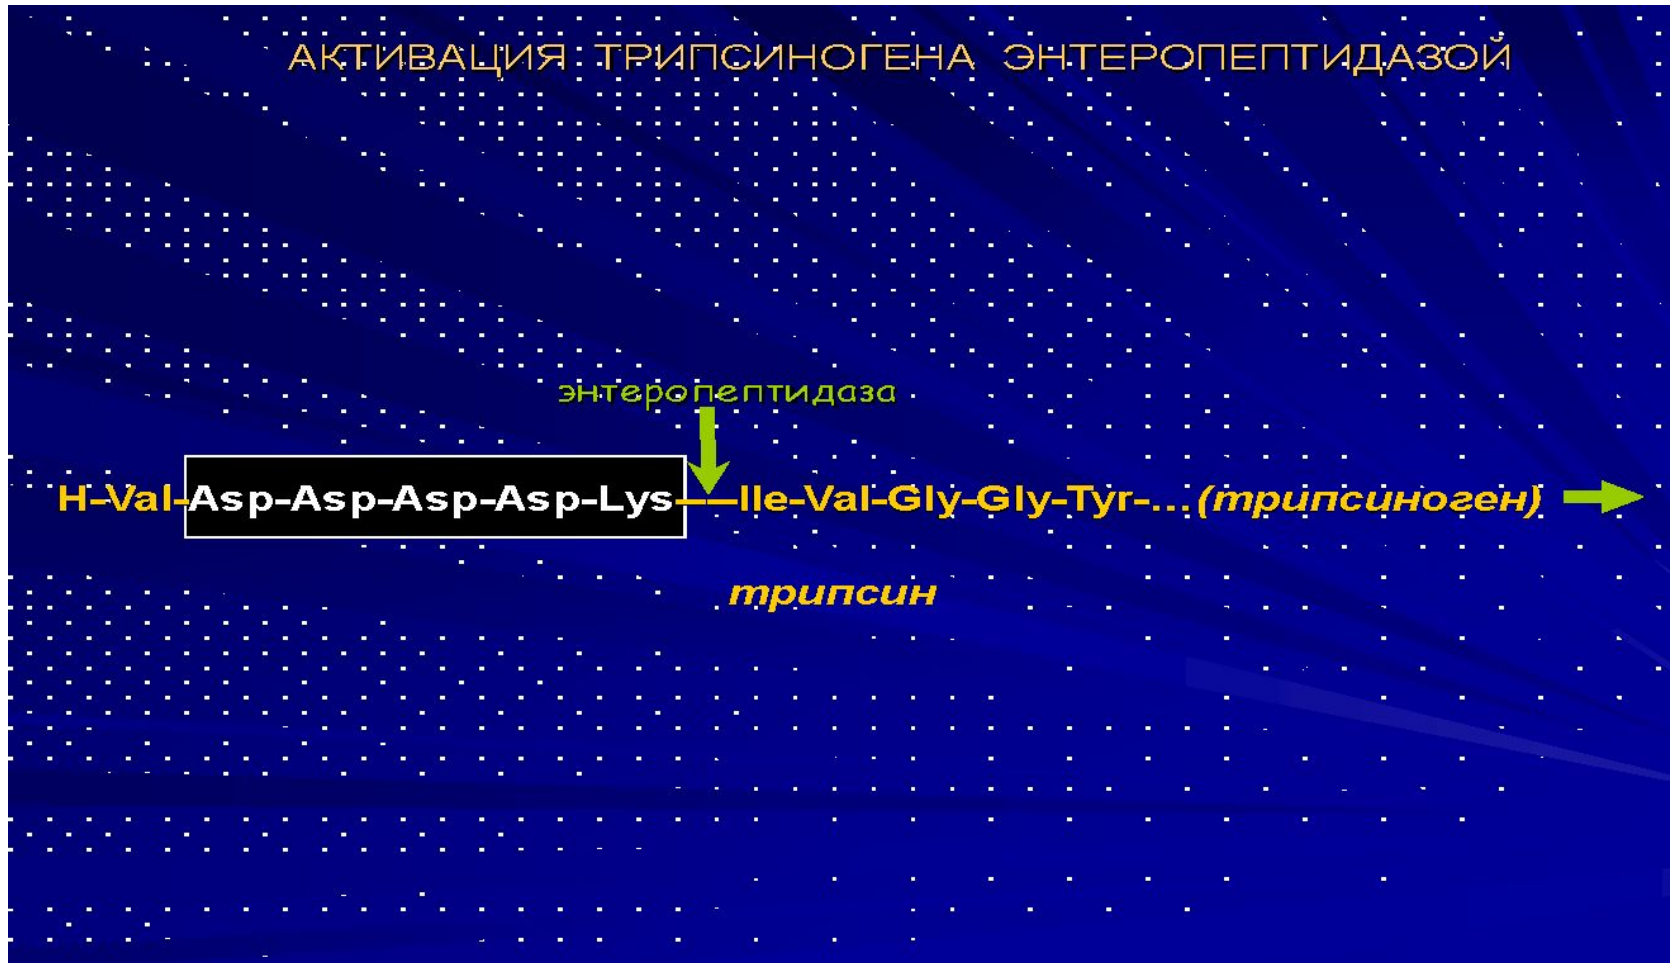 АКТИВАЦИЯ ТРИПСИНОГЕНА ЭНТЕРОПЕПТИДАЗОЙ
энтеропептидаза
H-Val-Asp-Asp-Asp-Asp-Lys——Ile-Val-Gly-Gly-Tyr-...(трипсиноген)
трипсин